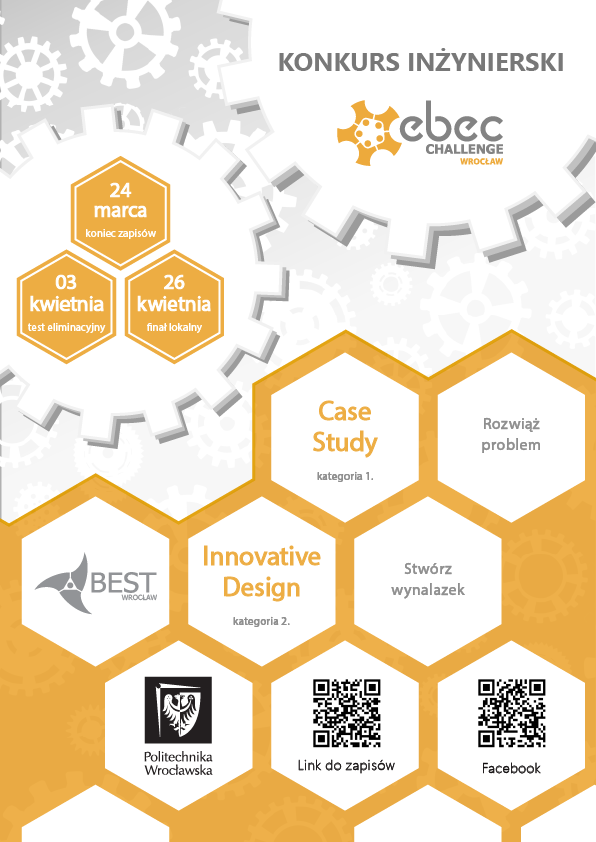 KONKURS INŻYNIERSKI
ebec
CHALLENGE
WROCŁAW
24
marca
koniec zapisów
03
kwietnia
test eliminacyjny
26
kwietnia
finał lokalny
Case
Study
kategoria 1.
Rozwiąż
problem
BEST
WROCŁAW
Innovative
Design
kategoria 2.
Stwórz
wynalazek
Politechnika
Wrocławska
Link do zapisów
Facebook